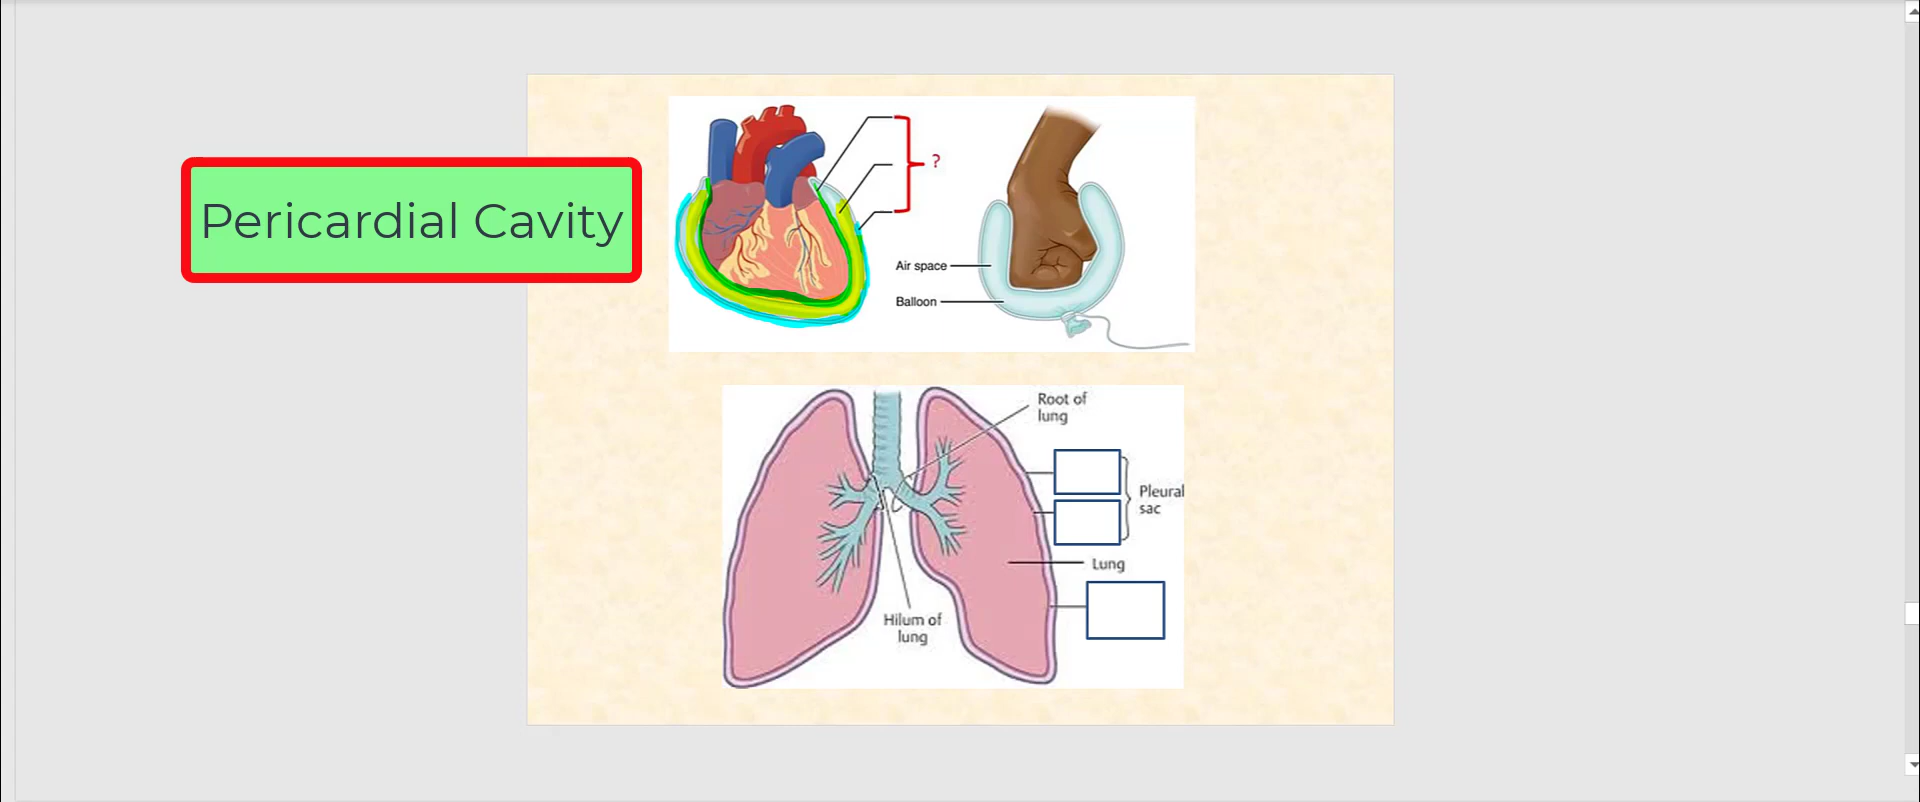 Pericardial Cavity
?
Air space
Balloon
Root of
lung
Pleural
sac
Lung
Hilum of
lung